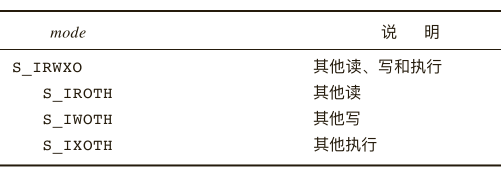 mode 说 明
S_IRWXO 其他读、写和执行
S_IROTH 其他读
S_IWOTH 其他写
S_IXOTH 其他执行